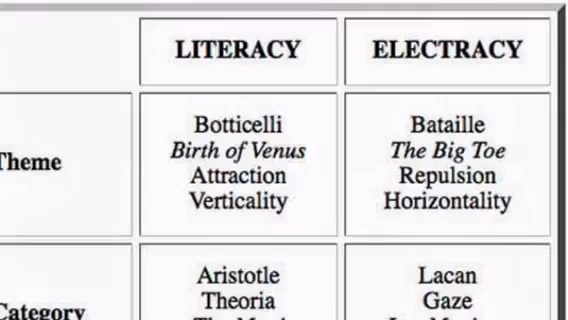 LITERACY ELECTRACY
Theme
Botticelli
Birth of Venus
Attraction
Verticality
Bataille
The Big Toe
Repulsion
Horizontality
Category
Aristotle
Theoria
Lacan
Gaze